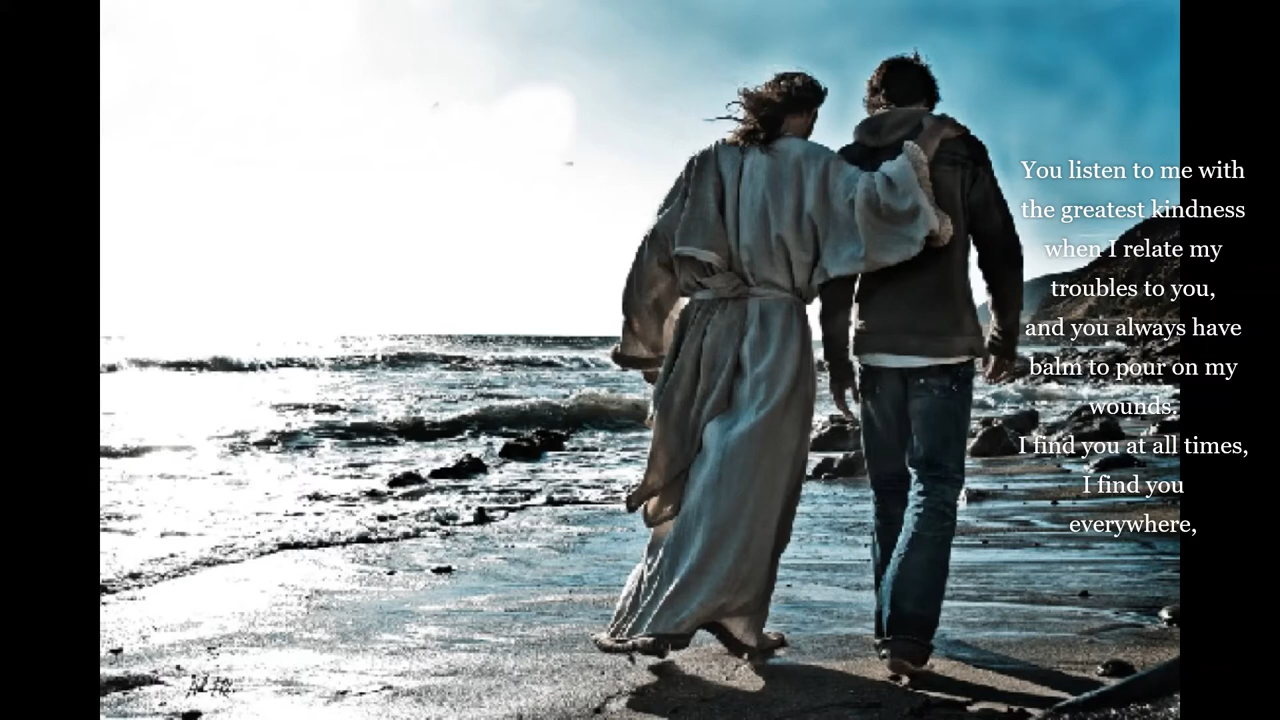 You listen to me with
the greatest kindness
when I relate my
troubles to you,
and you always have
balm to pour on my
wounds.
I find you at all times,
I find you
everywhere,